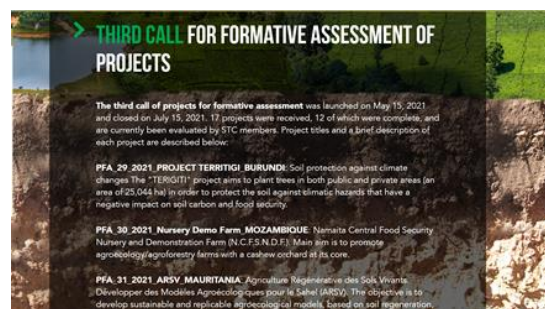 THIRD CALL FOR FORMATIVE ASSESSMENT OF
PROJECTS
The third call of projects for formative assessment was launched on May 15, 2021
and closed on July 15, 2021. 17 projects were received, 12 of which were complete, and
are currently been evaluated by STC members. Project titles and a brief description of
each project are described below:
PFA_29_2021_PROJECT TERRITIGI_BURUNDI: Soil protection against climate
changes The "TERIGITI" project aims to plant trees in both public and private areas (an
area of 25,044 ha) in order to protect the soil against climatic hazards that have a
negative impact on soil carbon and food security.
PFA_30_2021_Nursery Demo Farm_MOZAMBIQUE: Namaita Central Food Security
Nursery and Demonstration Farm (N.C.F.S.N.D.F.). Main aim is to promote
agroecology/agroforestry farms with a cashew orchard at its core.
PFA_31_2021_ARSV_MAURITANIA: Agriculture Régénérative des Sols Vivants
Développer des Modèles Agroécologiques pour le Sahel (ARSV). The objective is to
develop sustainable and replicable agroecological models, based on soil regeneration,